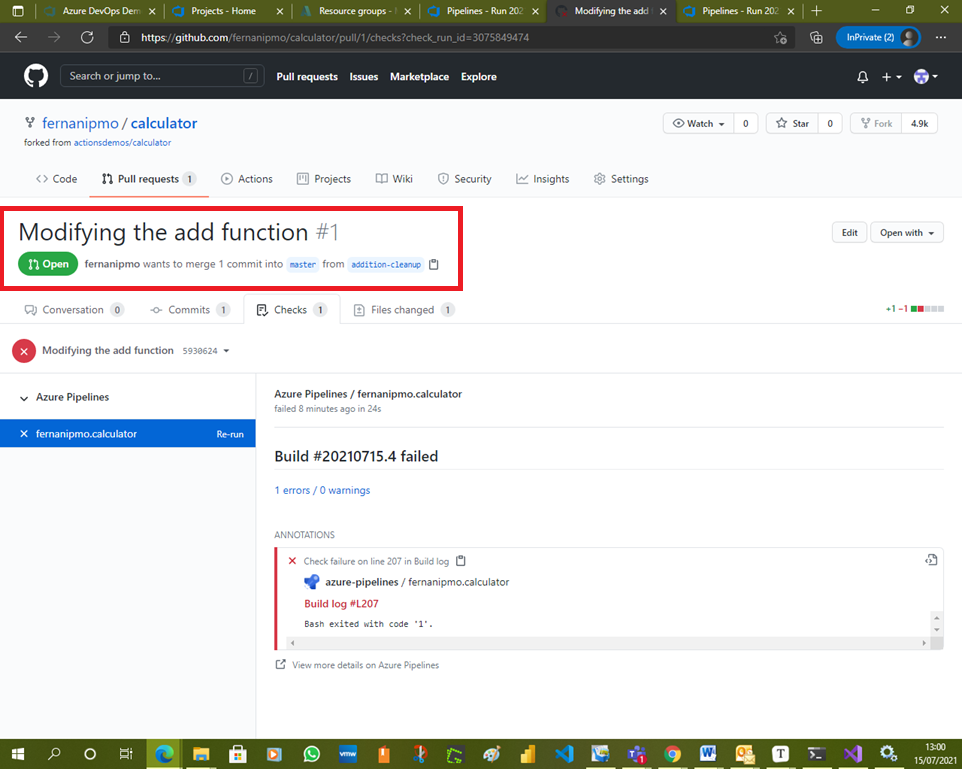 Azure DevOps Dem
Projects - Home
Resource groups -
Pipelines - Run 202
Modifying the add
Pipelines - Run 202
https://github.com/fernanipmo/calculator/pull/1/checks?check_run_id=3075849474
InPrivate (2)
Search or jump to...
/
Pull requests Issues Marketplace Explore
fernanipmo / calculator
forked from actionsdemos/calculator
Watch 0
Star 0
Fork 4.9k
Code
Pull requests 1
Actions
Projects
Wiki
Security
Insights
Settings
Modifying the add function #1
Edit
Open with
Open fernanipmo wants to merge 1 commit into master from addition-cleanup
Conversation 0
Commits 1
Checks 1
Files changed 1
+1 −1
Modifying the add function 5930624
Azure Pipelines
fernanipmo.calculator Re-run
Azure Pipelines / fernanipmo.calculator
failed 8 minutes ago in 24s
Build #20210715.4 failed
1 errors / 0 warnings
ANNOTATIONS
Check failure on line 207 in Build log
azure-pipelines / fernanipmo.calculator
Build log #L207
Bash exited with code '1'.
View more details on Azure Pipelines
vmw
T
13:00
15/07/2021